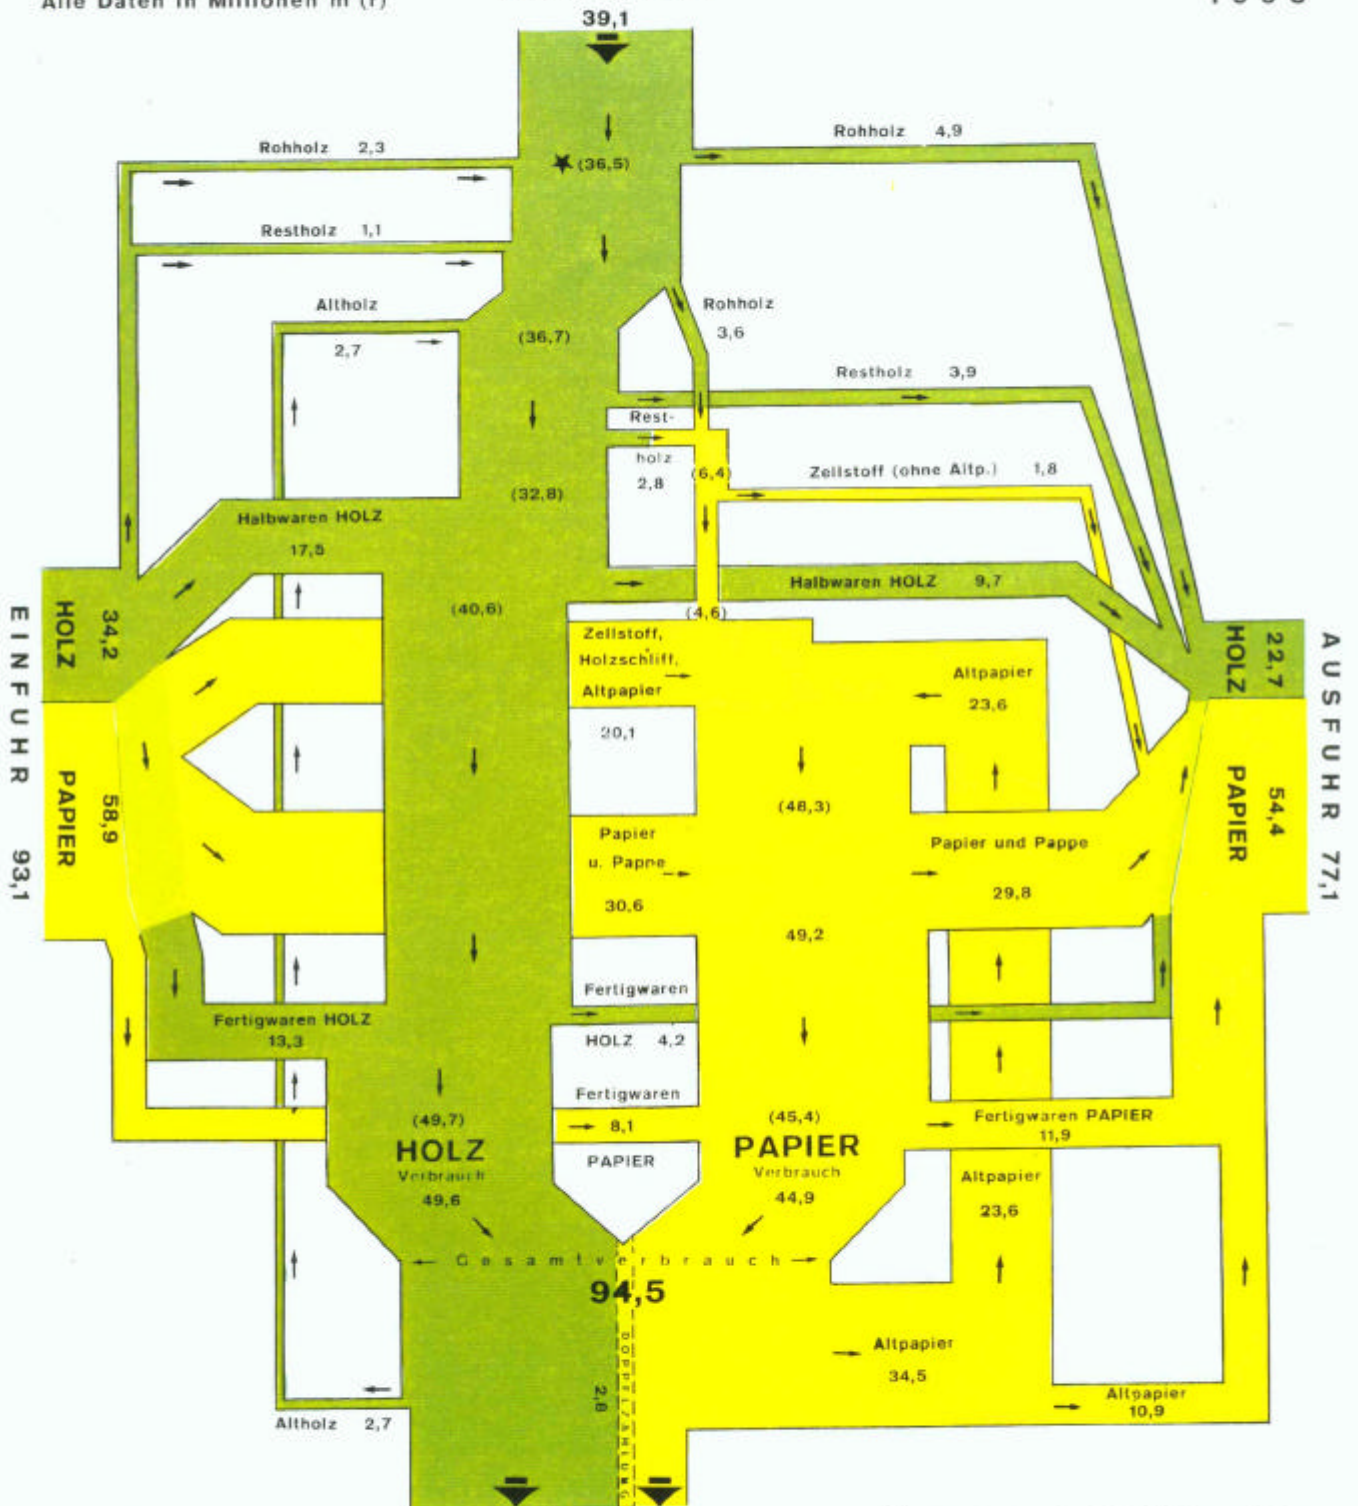 Alle Daten in Millionen m (r)
39,1
Rohholz 2,3
(36,5)
Rohholz 4,9
Restholz 1,1
Altholz
2,7
(36,7)
Rohholz
3,6
Restholz 3,9
Rest-
holz
2,8
(6,4)
Zellstoff (ohne Altp.) 1,8
(32,8)
Halbwaren HOLZ
17,5
Halbwaren HOLZ 9,7
(40,6)
(4,6)
EINFUHR 93,1
HOLZ 34,2
PAPIER 58,9
Zellstoff,
Holzschliff,
Altpapier
20,1
Altpapier
23,6
HOLZ 22,7
PAPIER 54,4
AUSFUHR 77,1
(48,3)
Papier
u. Pappe
30,6
Papier und Pappe
29,8
49,2
Fertigwaren
HOLZ 4,2
Fertigwaren HOLZ
13,3
Fertigwaren
8,1
PAPIER
(49,7)
HOLZ
Verbrauch
49,6
(45,4)
PAPIER
Verbrauch
44,9
Fertigwaren PAPIER
11,9
Altpapier
23,6
Gesamtverbrauch
94,5
DOPPELZÄHLUNG
2,8
Altpapier
34,5
Altpapier
10,9
Altholz 2,7